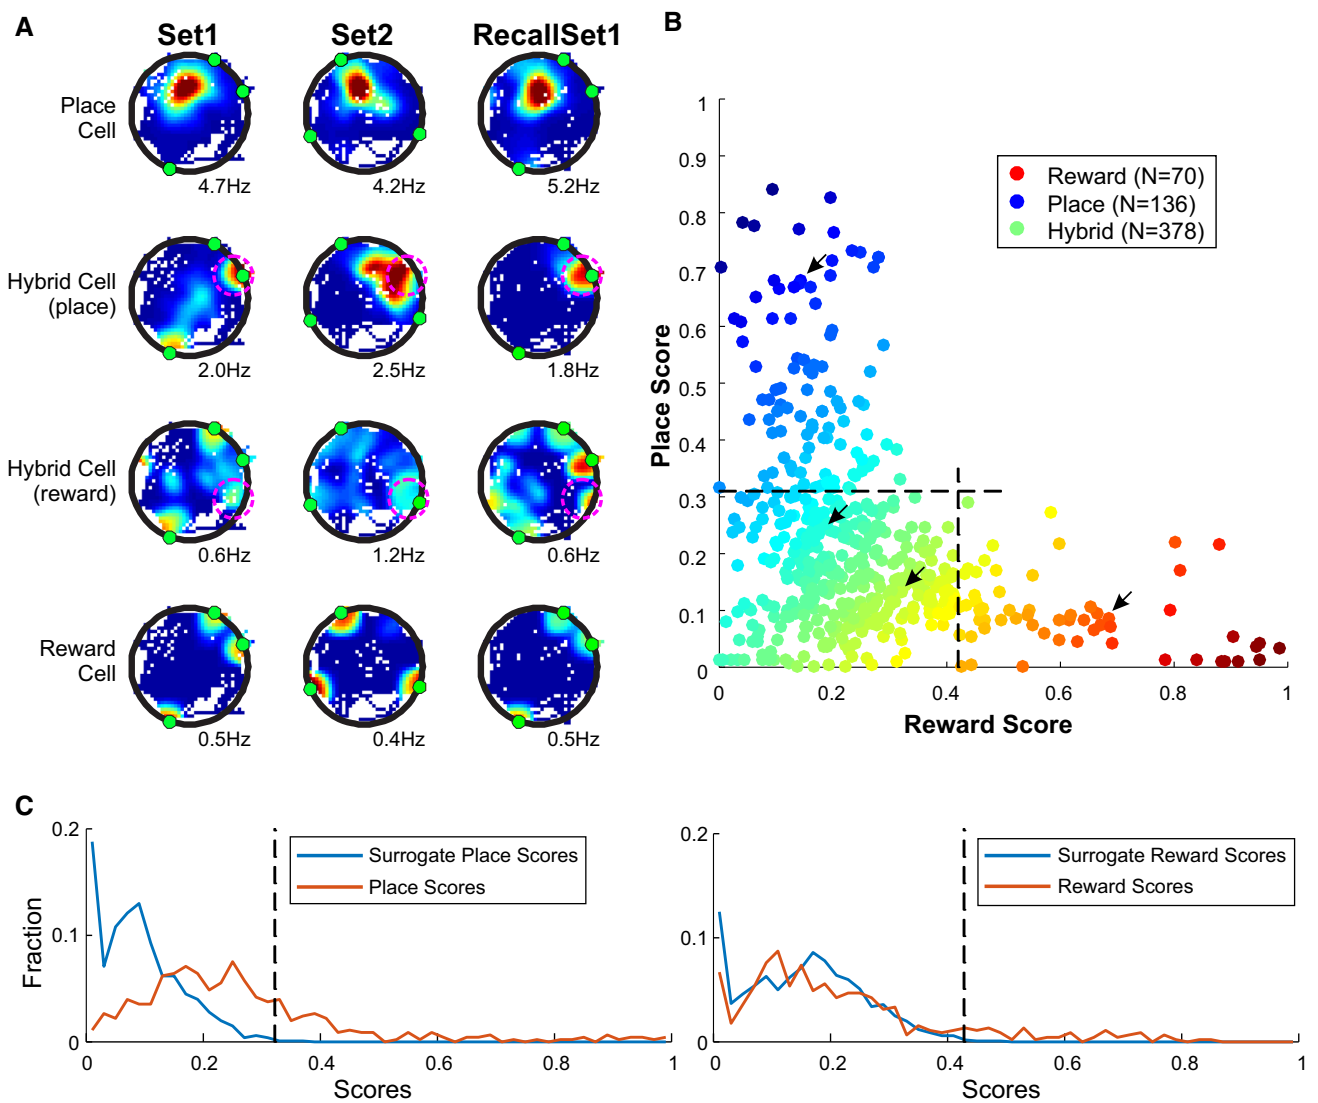 A
Set1 Set2 RecallSet1
Place
Cell
4.7Hz 4.2Hz 5.2Hz
Hybrid Cell
(place)
2.0Hz 2.5Hz 1.8Hz
Hybrid Cell
(reward)
0.6Hz 1.2Hz 0.6Hz
Reward
Cell
0.5Hz 0.4Hz 0.5Hz
B
1
0.9
0.8
0.7
0.6
0.5
0.4
0.3
0.2
0.1
0
Place Score
Reward (N=70)
Place (N=136)
Hybrid (N=378)
0 0.2 0.4 0.6 0.8 1
Reward Score
C
0.2
0.1
0
Fraction
Surrogate Place Scores
Place Scores
0 0.2 0.4 0.6 0.8 1
Scores
0.2
0.1
0
Surrogate Reward Scores
Reward Scores
0 0.2 0.4 0.6 0.8 1
Scores